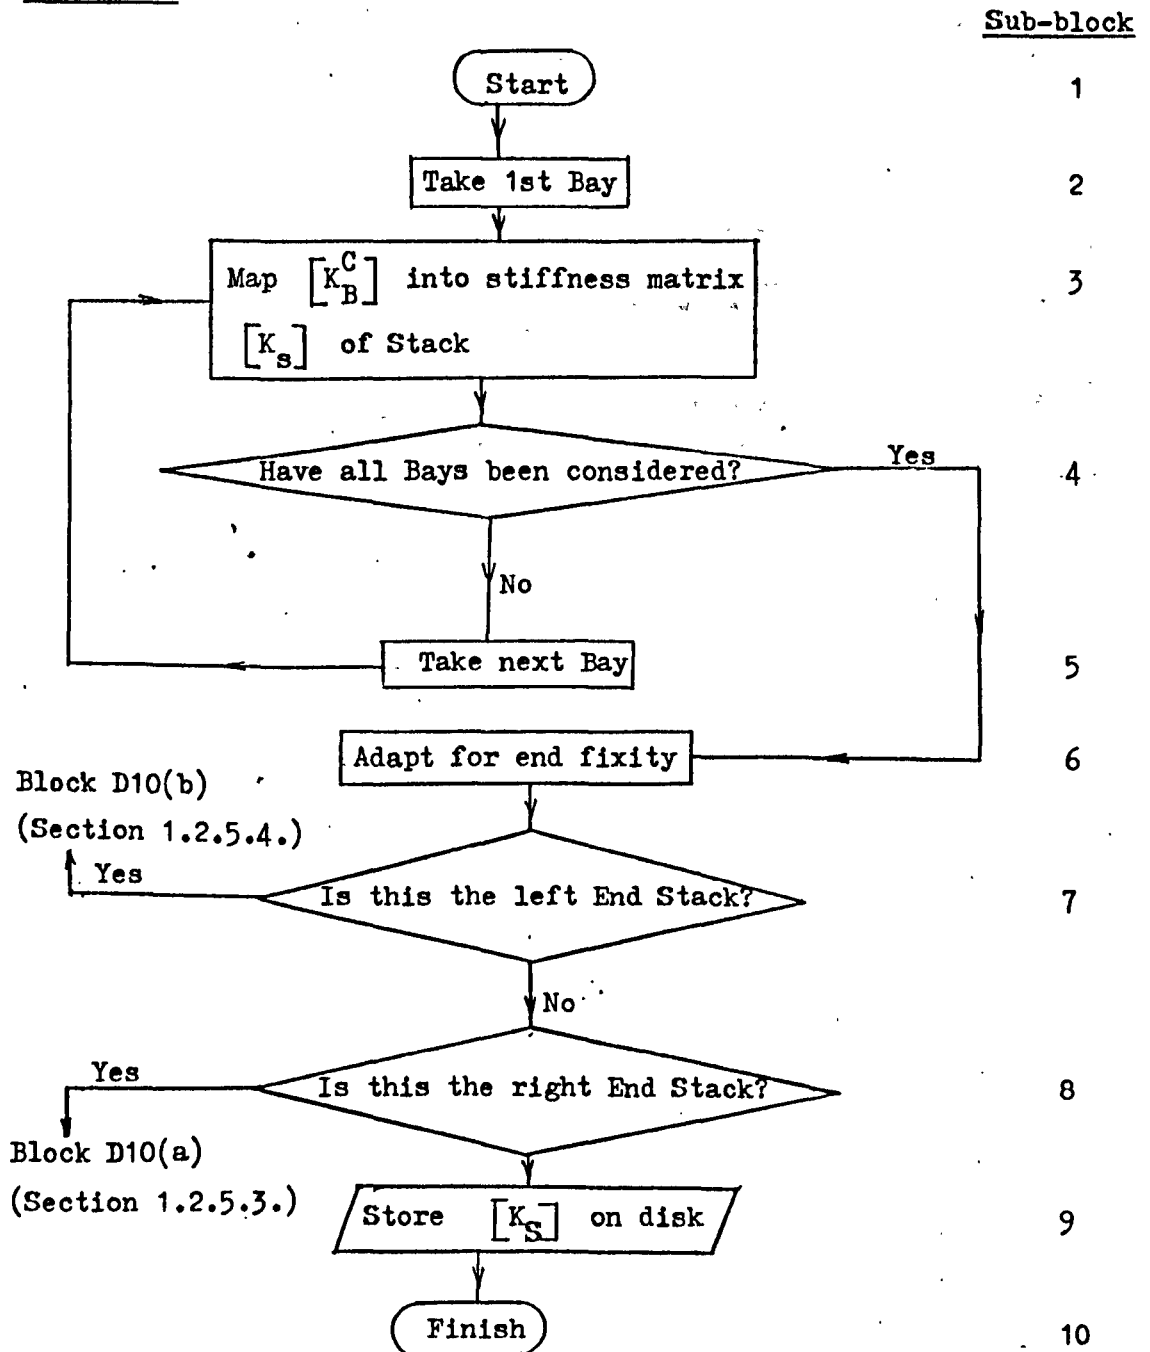 Sub-block
Start
1
Take 1st Bay
2
Map [K_B^C] into stiffness matrix
3
[K_s] of Stack
Have all Bays been considered?
Yes
4
No
Take next Bay
5
Adapt for end fixity
6
Block D10(b)
(Section 1.2.5.4.)
Yes
Is this the left End Stack?
7
No
Yes
Is this the right End Stack?
8
Block D10(a)
(Section 1.2.5.3.)
Store [K_S] on disk
9
Finish
10